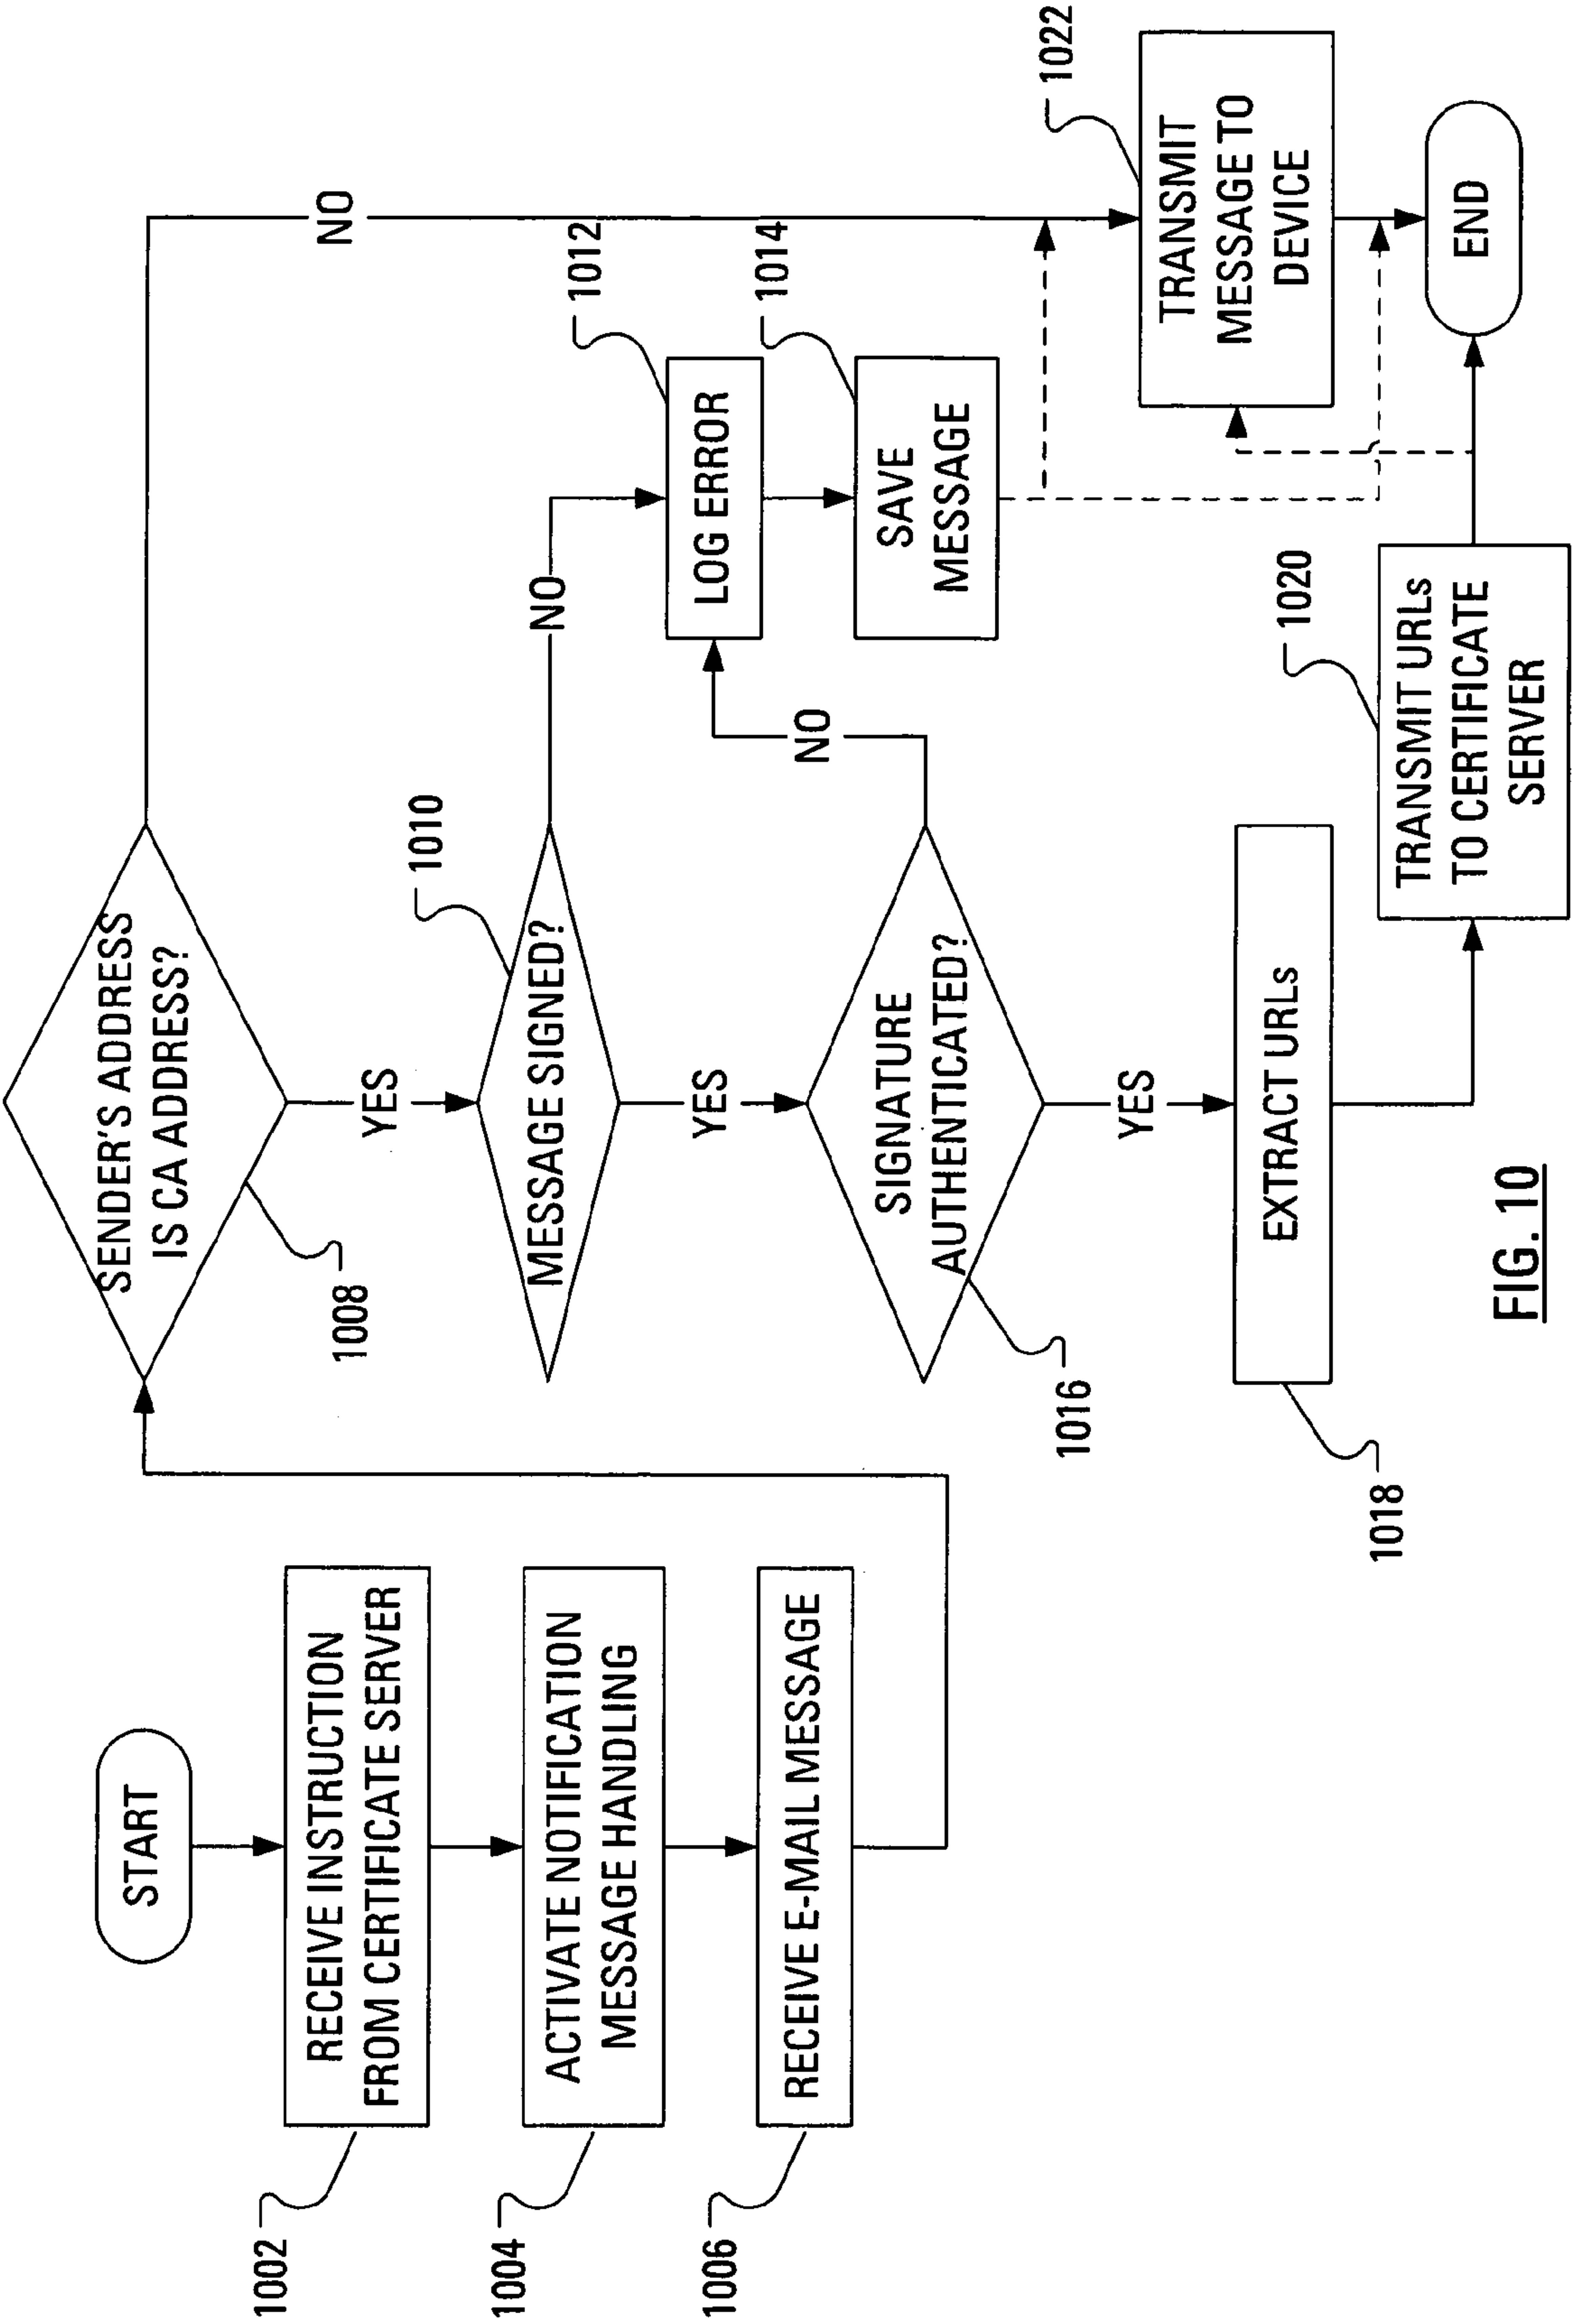 START
RECEIVE INSTRUCTION
FROM CERTIFICATE SERVER
1002
ACTIVATE NOTIFICATION
MESSAGE HANDLING
1004
RECEIVE E-MAIL MESSAGE
1006
SENDER'S ADDRESS
IS CA ADDRESS?
1008
NO
YES
MESSAGE SIGNED?
1010
NO
YES
LOG ERROR
1012
SAVE
MESSAGE
1014
SIGNATURE
AUTHENTICATED?
1016
NO
YES
EXTRACT URLs
1018
TRANSMIT URLs
TO CERTIFICATE
SERVER
1020
TRANSMIT
MESSAGE TO
DEVICE
1022
END
FIG. 10